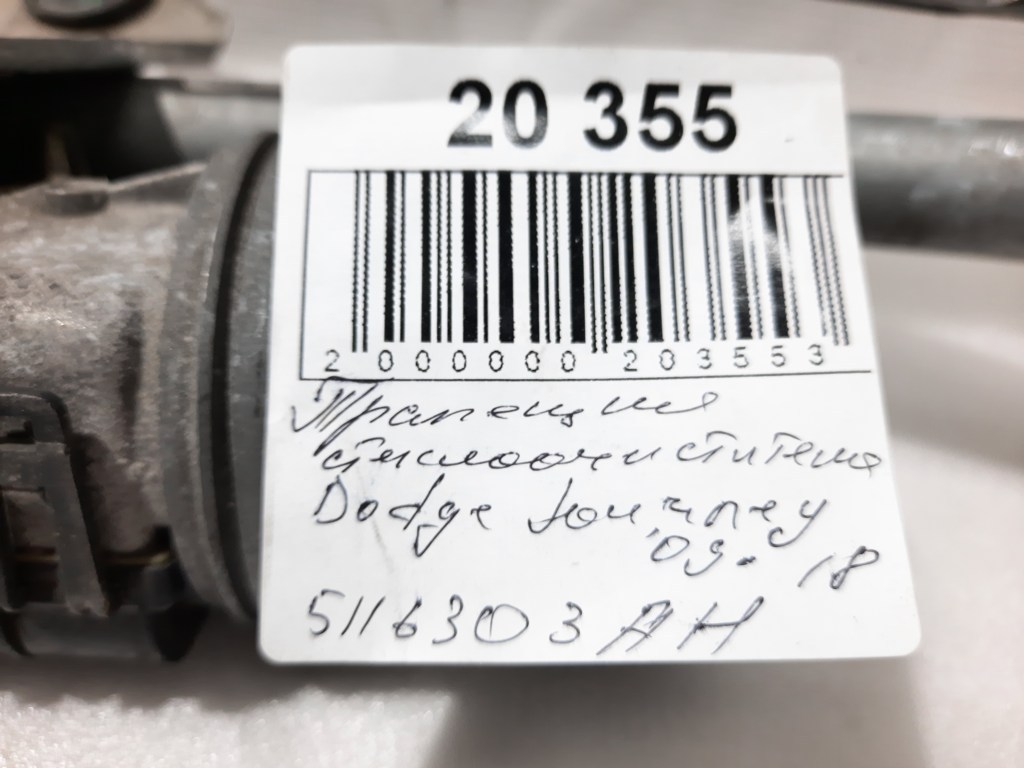 20 355
2 000000 203553
Трапеция
стеклоочистителя
Dodge Journey
09. 18
5116303AH